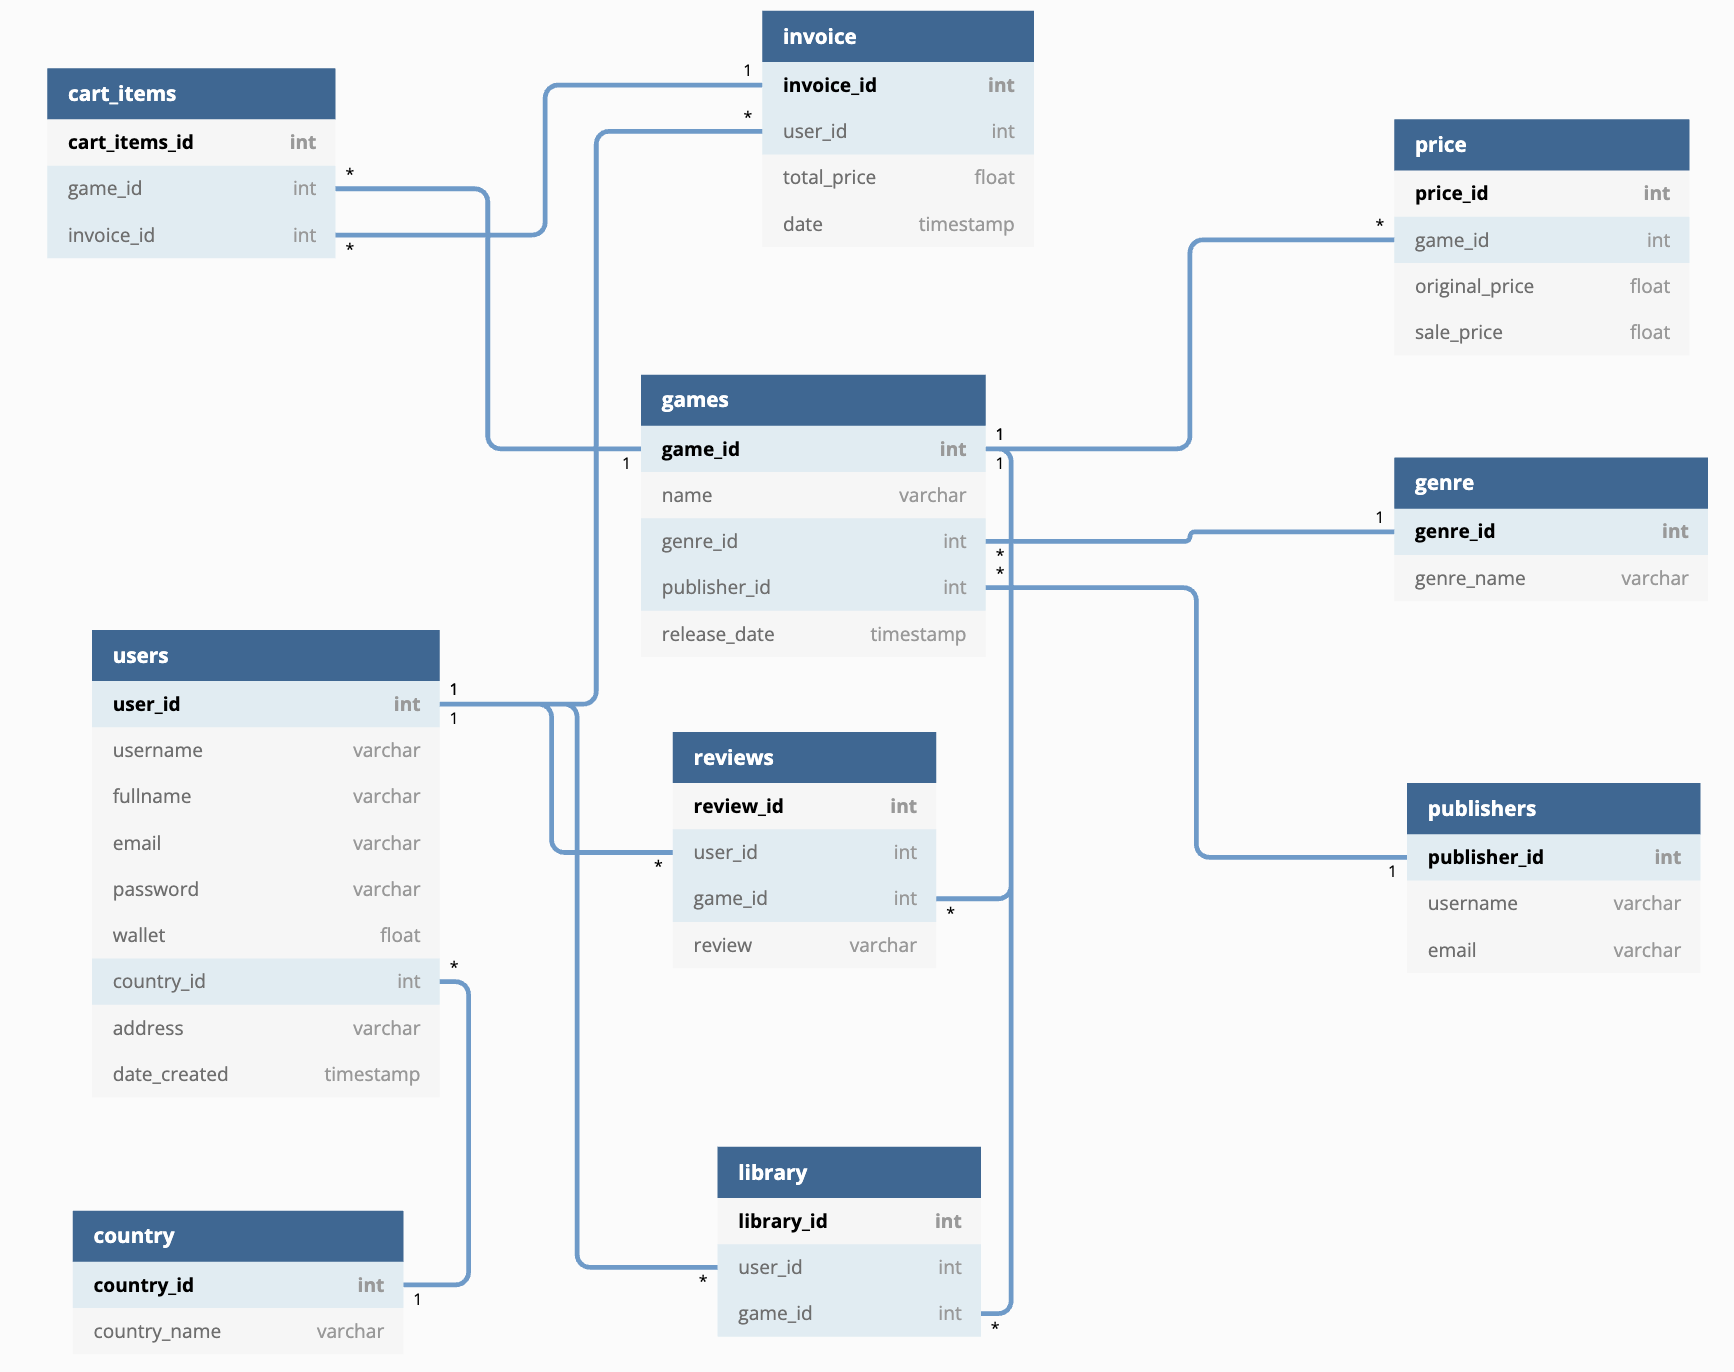 invoice
invoice_id int
user_id int
total_price float
date timestamp
1
*
cart_items
cart_items_id int
game_id int
invoice_id int
*
*
price
price_id int
game_id int
original_price float
sale_price float
*
games
game_id int
name varchar
genre_id int
publisher_id int
release_date timestamp
1
1
1
*
*
genre
genre_id int
genre_name varchar
1
users
user_id int
username varchar
fullname varchar
email varchar
password varchar
wallet float
country_id int
address varchar
date_created timestamp
1
1
*
reviews
review_id int
user_id int
game_id int
review varchar
*
*
publishers
publisher_id int
username varchar
email varchar
1
library
library_id int
user_id int
game_id int
*
*
country
country_id int
country_name varchar
1